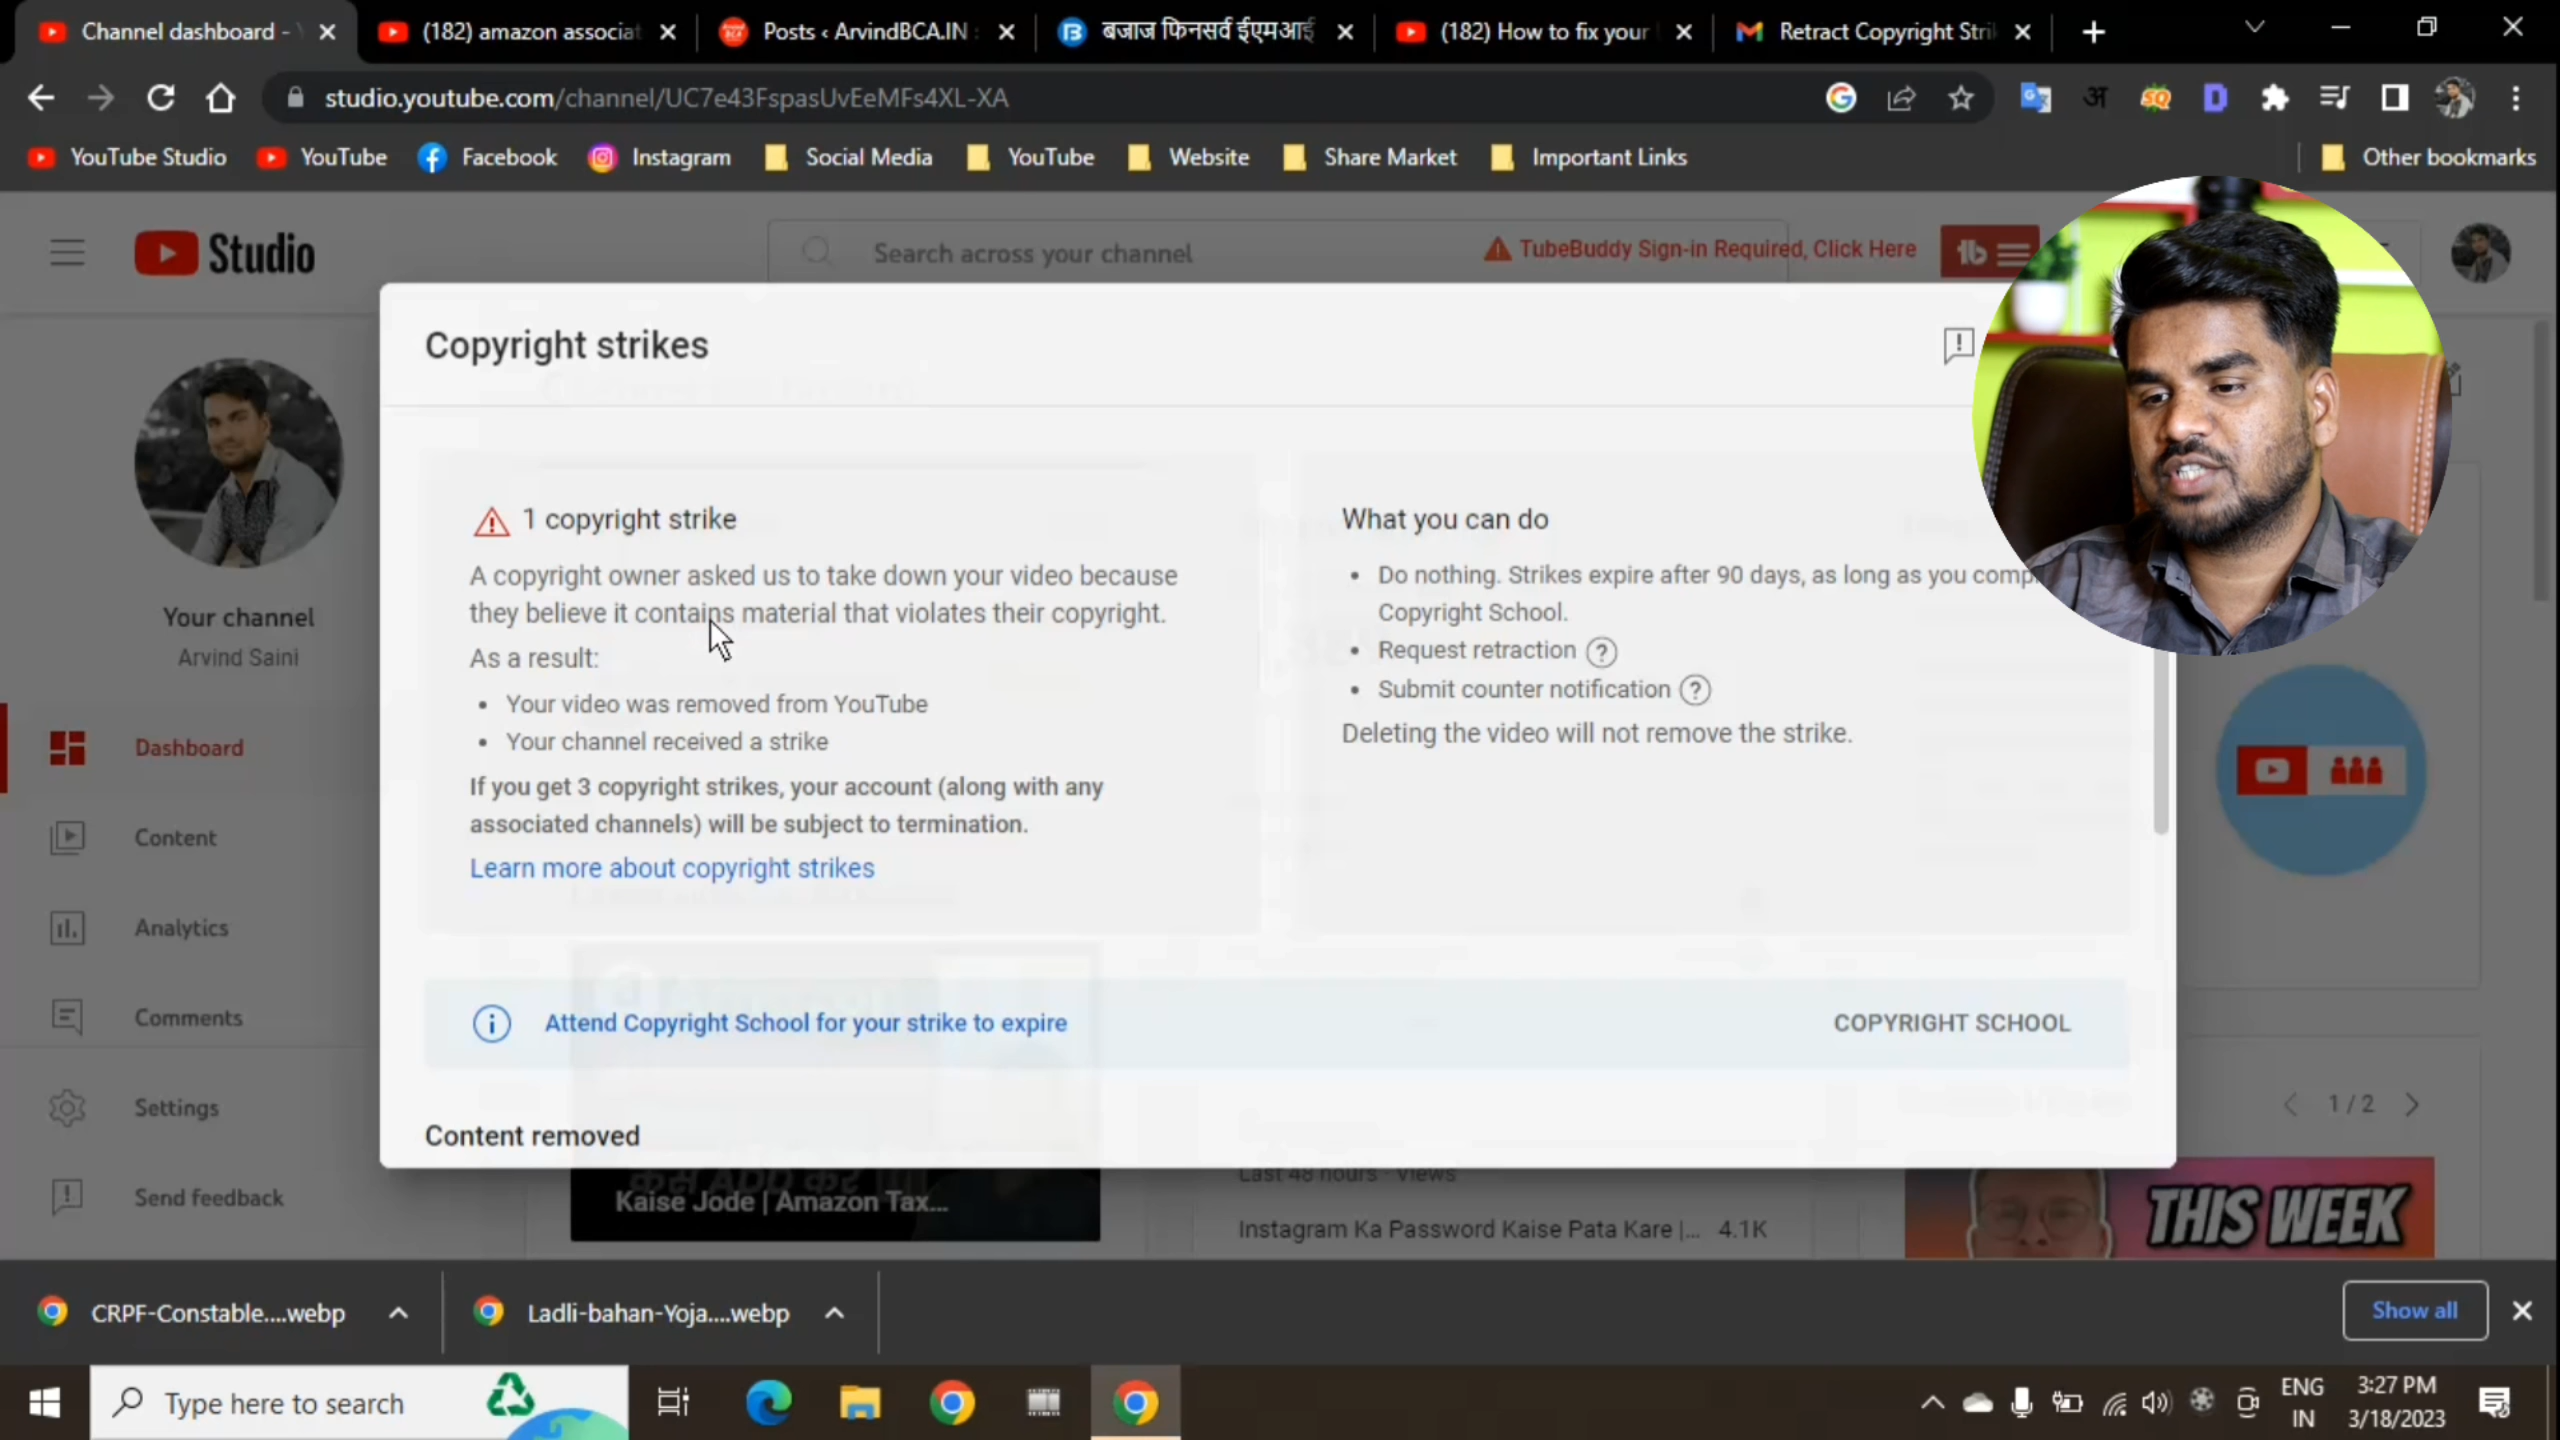 Channel dashboard -
(182) amazon associat
Posts ‹ ArvindBCA.IN
बजाज फिनसर्व ईएमआई
(182) How to fix your
Retract Copyright Stri
studio.youtube.com/channel/UC7e43FspasUvEeMFs4XL-XA
YouTube Studio
YouTube
Facebook
Instagram
Social Media
YouTube
Website
Share Market
Important Links
Other bookmarks
Studio
Search across your channel
TubeBuddy Sign-in Required, Click Here
Copyright strikes
Your channel
Arvind Saini
Dashboard
Content
Analytics
Comments
Settings
Send feedback
1 copyright strike
A copyright owner asked us to take down your video because
they believe it contains material that violates their copyright.
As a result:
• Your video was removed from YouTube
• Your channel received a strike
If you get 3 copyright strikes, your account (along with any
associated channels) will be subject to termination.
Learn more about copyright strikes
What you can do
• Do nothing. Strikes expire after 90 days, as long as you comp
Copyright School.
• Request retraction
• Submit counter notification
Deleting the video will not remove the strike.
Attend Copyright School for your strike to expire
COPYRIGHT SCHOOL
Content removed
1 / 2
Kaise Jode | Amazon Tax...
Last 48 hours · Views
Instagram Ka Password Kaise Pata Kare |... 4.1K
THIS WEEK
CRPF-Constable....webp
Ladli-bahan-Yoja....webp
Show all
Type here to search
ENG
IN
3:27 PM
3/18/2023